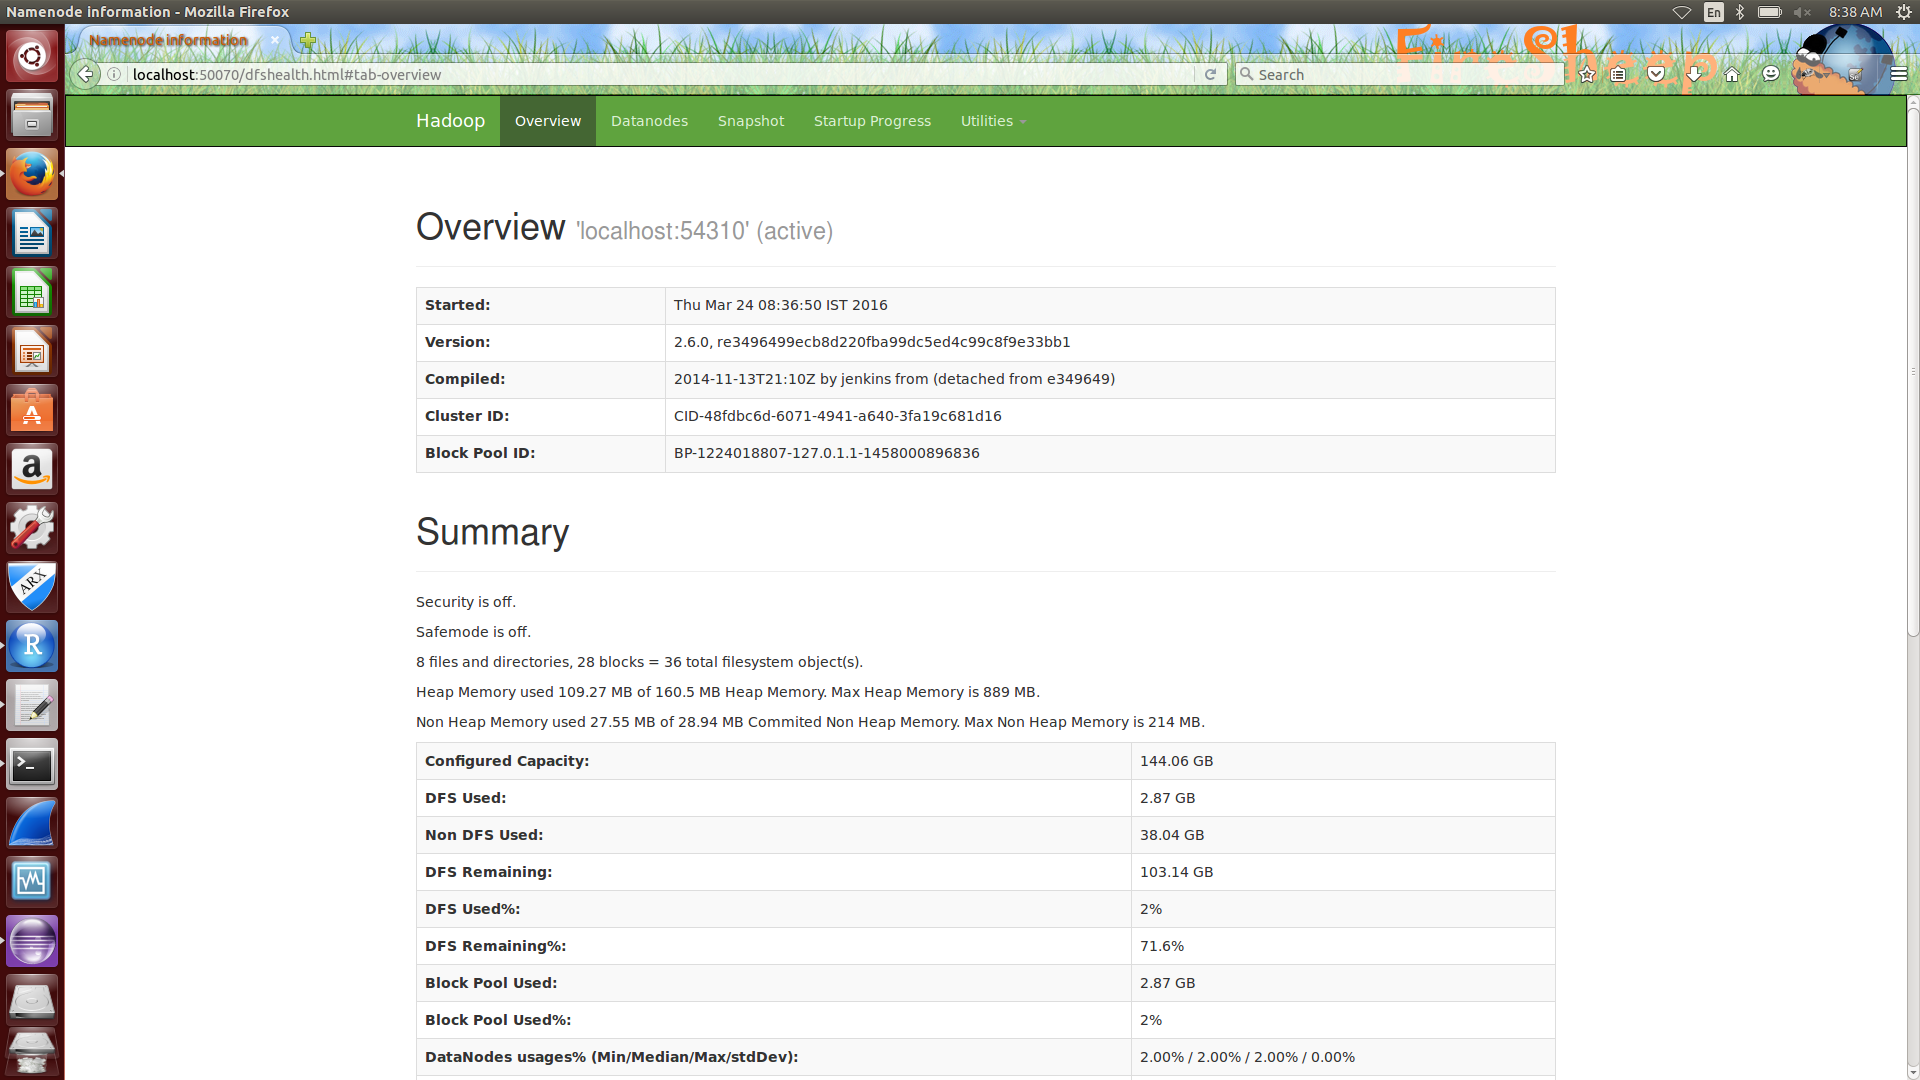 Namenode information - Mozilla Firefox
En
8:38 AM
Namenode information
FireSheep
localhost:50070/dfshealth.html#tab-overview
Search
Hadoop Overview Datanodes Snapshot Startup Progress Utilities
Overview 'localhost:54310' (active)
Started: Thu Mar 24 08:36:50 IST 2016
Version: 2.6.0, re3496499ecb8d220fba99dc5ed4c99c8f9e33bb1
Compiled: 2014-11-13T21:10Z by jenkins from (detached from e349649)
Cluster ID: CID-48fdbc6d-6071-4941-a640-3fa19c681d16
Block Pool ID: BP-1224018807-127.0.1.1-1458000896836
Summary
Security is off.
Safemode is off.
8 files and directories, 28 blocks = 36 total filesystem object(s).
Heap Memory used 109.27 MB of 160.5 MB Heap Memory. Max Heap Memory is 889 MB.
Non Heap Memory used 27.55 MB of 28.94 MB Commited Non Heap Memory. Max Non Heap Memory is 214 MB.
Configured Capacity: 144.06 GB
DFS Used: 2.87 GB
Non DFS Used: 38.04 GB
DFS Remaining: 103.14 GB
DFS Used%: 2%
DFS Remaining%: 71.6%
Block Pool Used: 2.87 GB
Block Pool Used%: 2%
DataNodes usages% (Min/Median/Max/stdDev): 2.00% / 2.00% / 2.00% / 0.00%
a
ARX
R